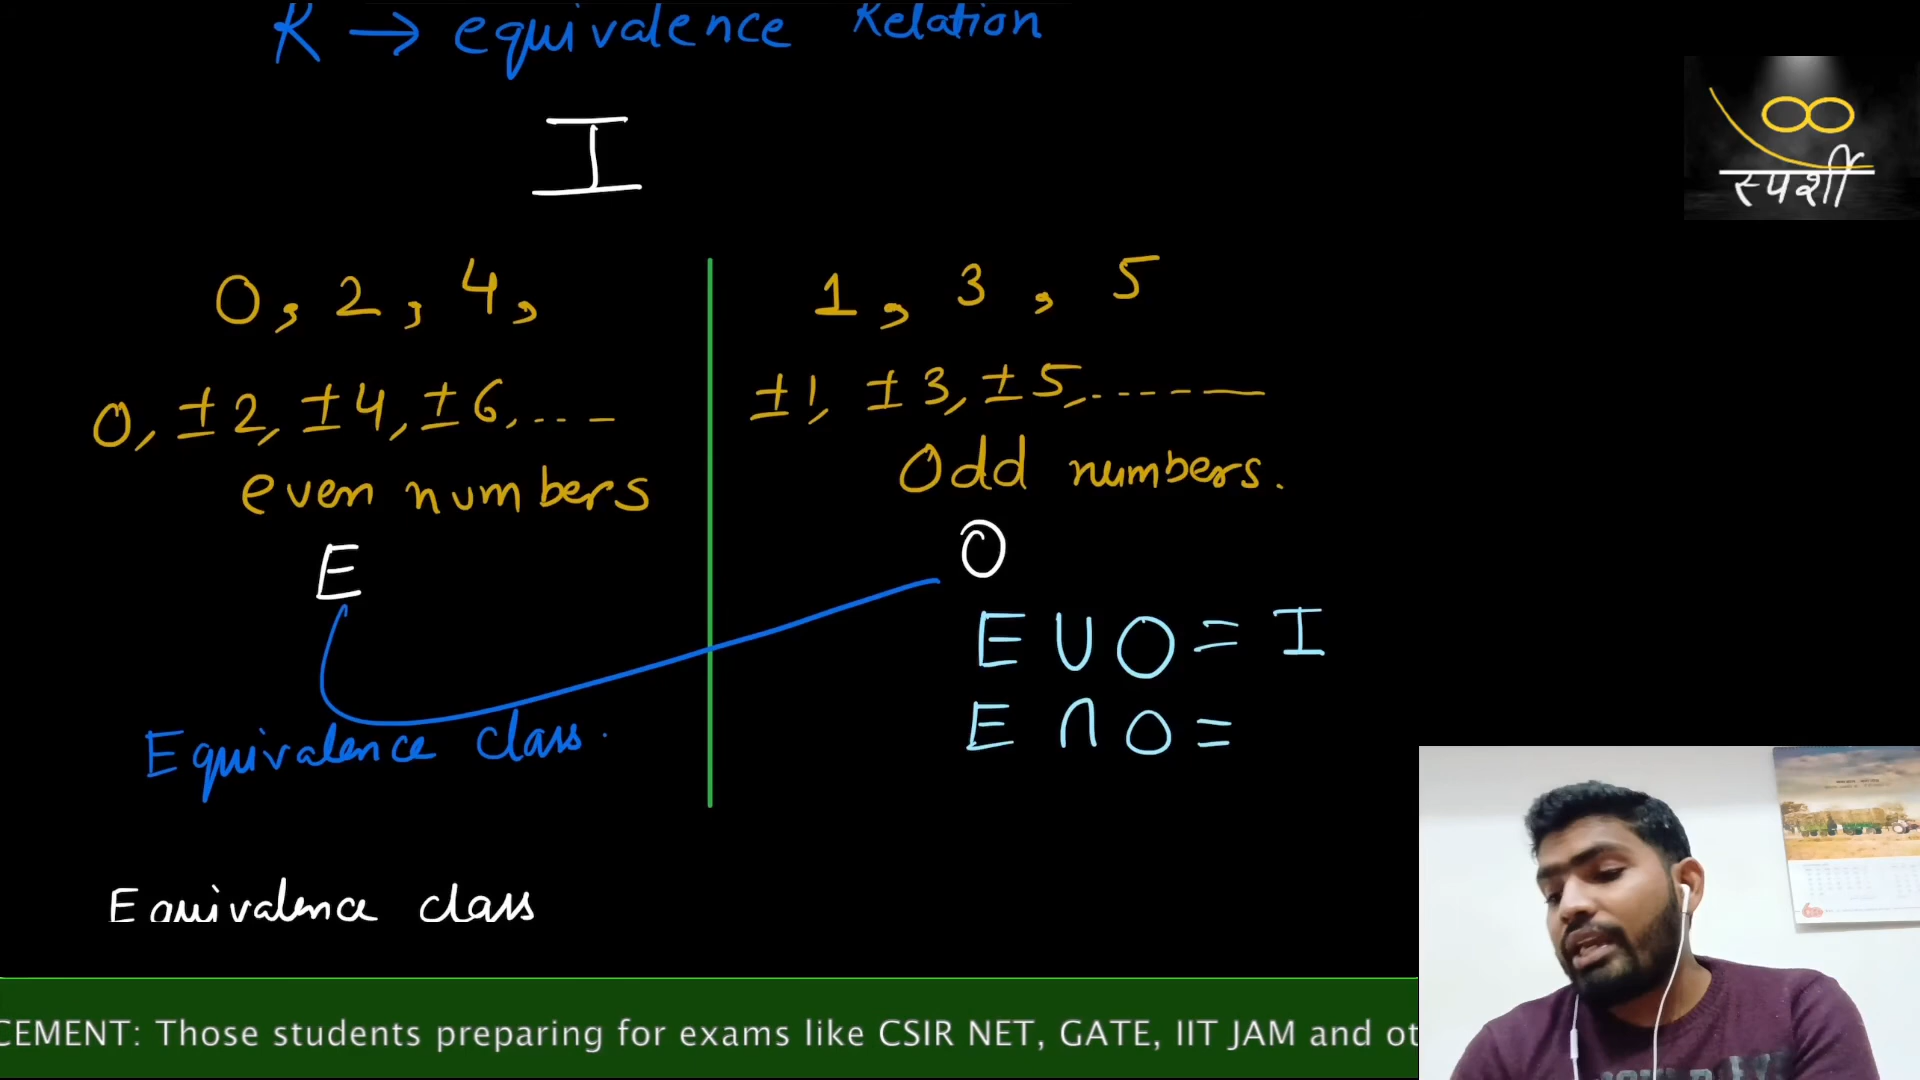 R → equivalence Relation
I
∞
स्पर्शी
0, 2, 4,
1, 3, 5
0, ±2, ±4, ±6, ...
±1, ±3, ±5, ......
even numbers
Odd numbers.
E
O
E ∪ O = I
E ∩ O =
Equivalence class.
Equivalence class
CEMENT: Those students preparing for exams like CSIR NET, GATE, IIT JAM and ot